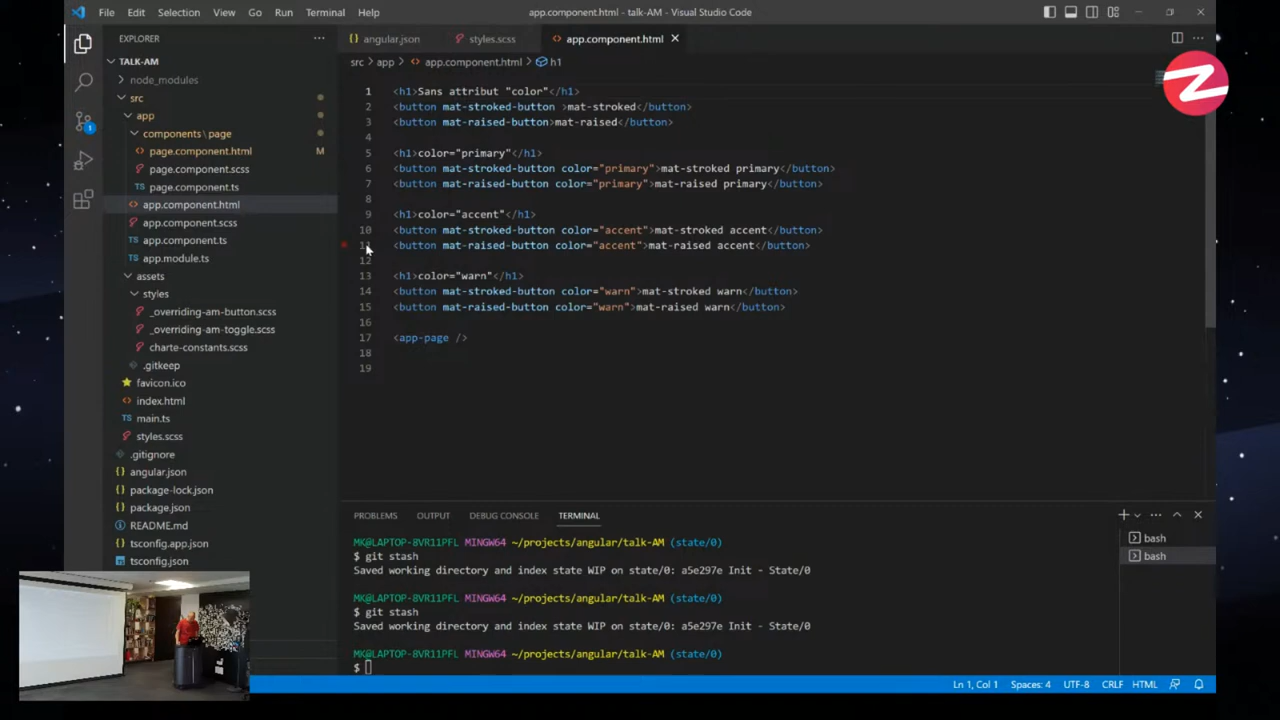 File Edit Selection View Go Run Terminal Help
app.component.html - talk-AM - Visual Studio Code
EXPLORER
TALK-AM
node_modules
src
app
components\page
page.component.html M
page.component.scss
page.component.ts
app.component.html
app.component.scss
app.component.ts
app.module.ts
assets
styles
_overriding-am-button.scss
_overriding-am-toggle.scss
charte-constants.scss
.gitkeep
favicon.ico
index.html
main.ts
styles.scss
.gitignore
angular.json
package-lock.json
package.json
README.md
tsconfig.app.json
tsconfig.json
1
angular.json styles.scss app.component.html
src > app > app.component.html > h1
1 <h1>Sans attribut "color"</h1>
2 <button mat-stroked-button >mat-stroked</button>
3 <button mat-raised-button>mat-raised</button>
4
5 <h1>color="primary"</h1>
6 <button mat-stroked-button color="primary">mat-stroked primary</button>
7 <button mat-raised-button color="primary">mat-raised primary</button>
8
9 <h1>color="accent"</h1>
10 <button mat-stroked-button color="accent">mat-stroked accent</button>
11 <button mat-raised-button color="accent">mat-raised accent</button>
12
13 <h1>color="warn"</h1>
14 <button mat-stroked-button color="warn">mat-stroked warn</button>
15 <button mat-raised-button color="warn">mat-raised warn</button>
16
17 <app-page />
18
19
PROBLEMS OUTPUT DEBUG CONSOLE TERMINAL
MK@LAPTOP-8VR11PFL MINGW64 ~/projects/angular/talk-AM (state/0)
$ git stash
Saved working directory and index state WIP on state/0: a5e297e Init - State/0
MK@LAPTOP-8VR11PFL MINGW64 ~/projects/angular/talk-AM (state/0)
$ git stash
Saved working directory and index state WIP on state/0: a5e297e Init - State/0
MK@LAPTOP-8VR11PFL MINGW64 ~/projects/angular/talk-AM (state/0)
$
bash
bash
Ln 1, Col 1 Spaces: 4 UTF-8 CRLF HTML